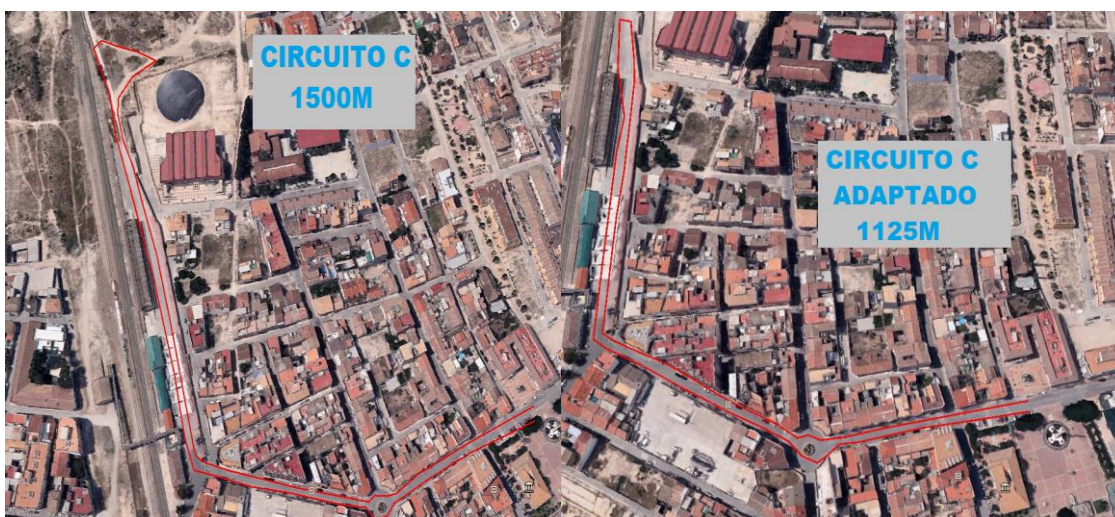 CIRCUITO C
1500M
CIRCUITO C
ADAPTADO
1125M